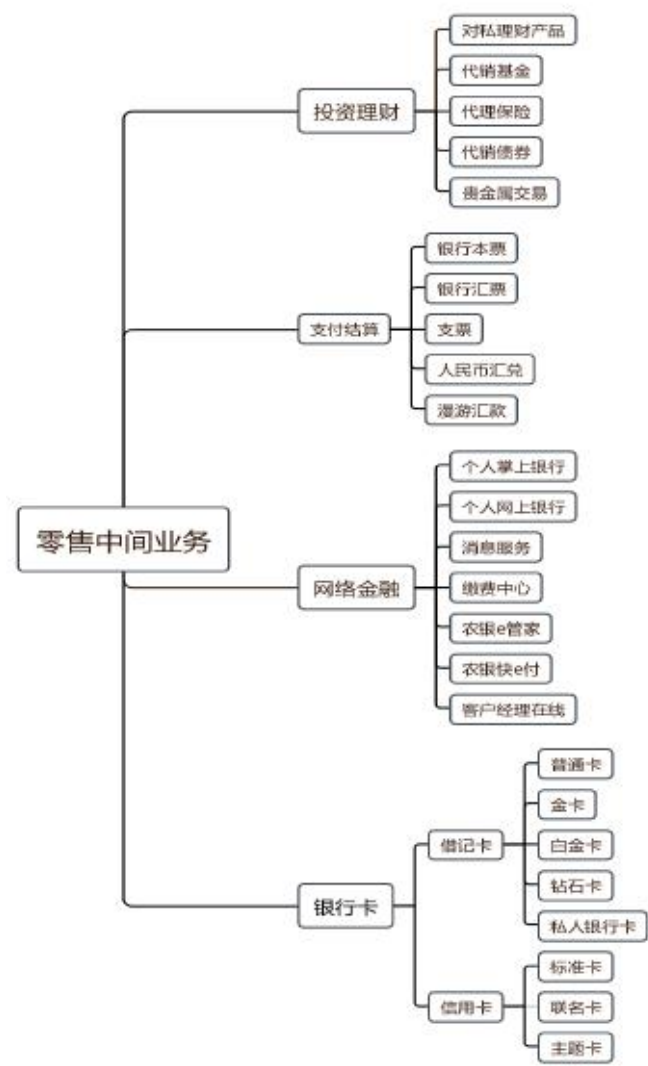 零售中间业务
投资理财
对私理财产品
代销基金
代理保险
代销债券
贵金属交易
支付结算
银行本票
银行汇票
支票
人民币汇兑
漫游汇款
网络金融
个人掌上银行
个人网上银行
消息服务
缴费中心
农银e管家
农银快e付
客户经理在线
银行卡
借记卡
普通卡
金卡
白金卡
钻石卡
私人银行卡
信用卡
标准卡
联名卡
主题卡